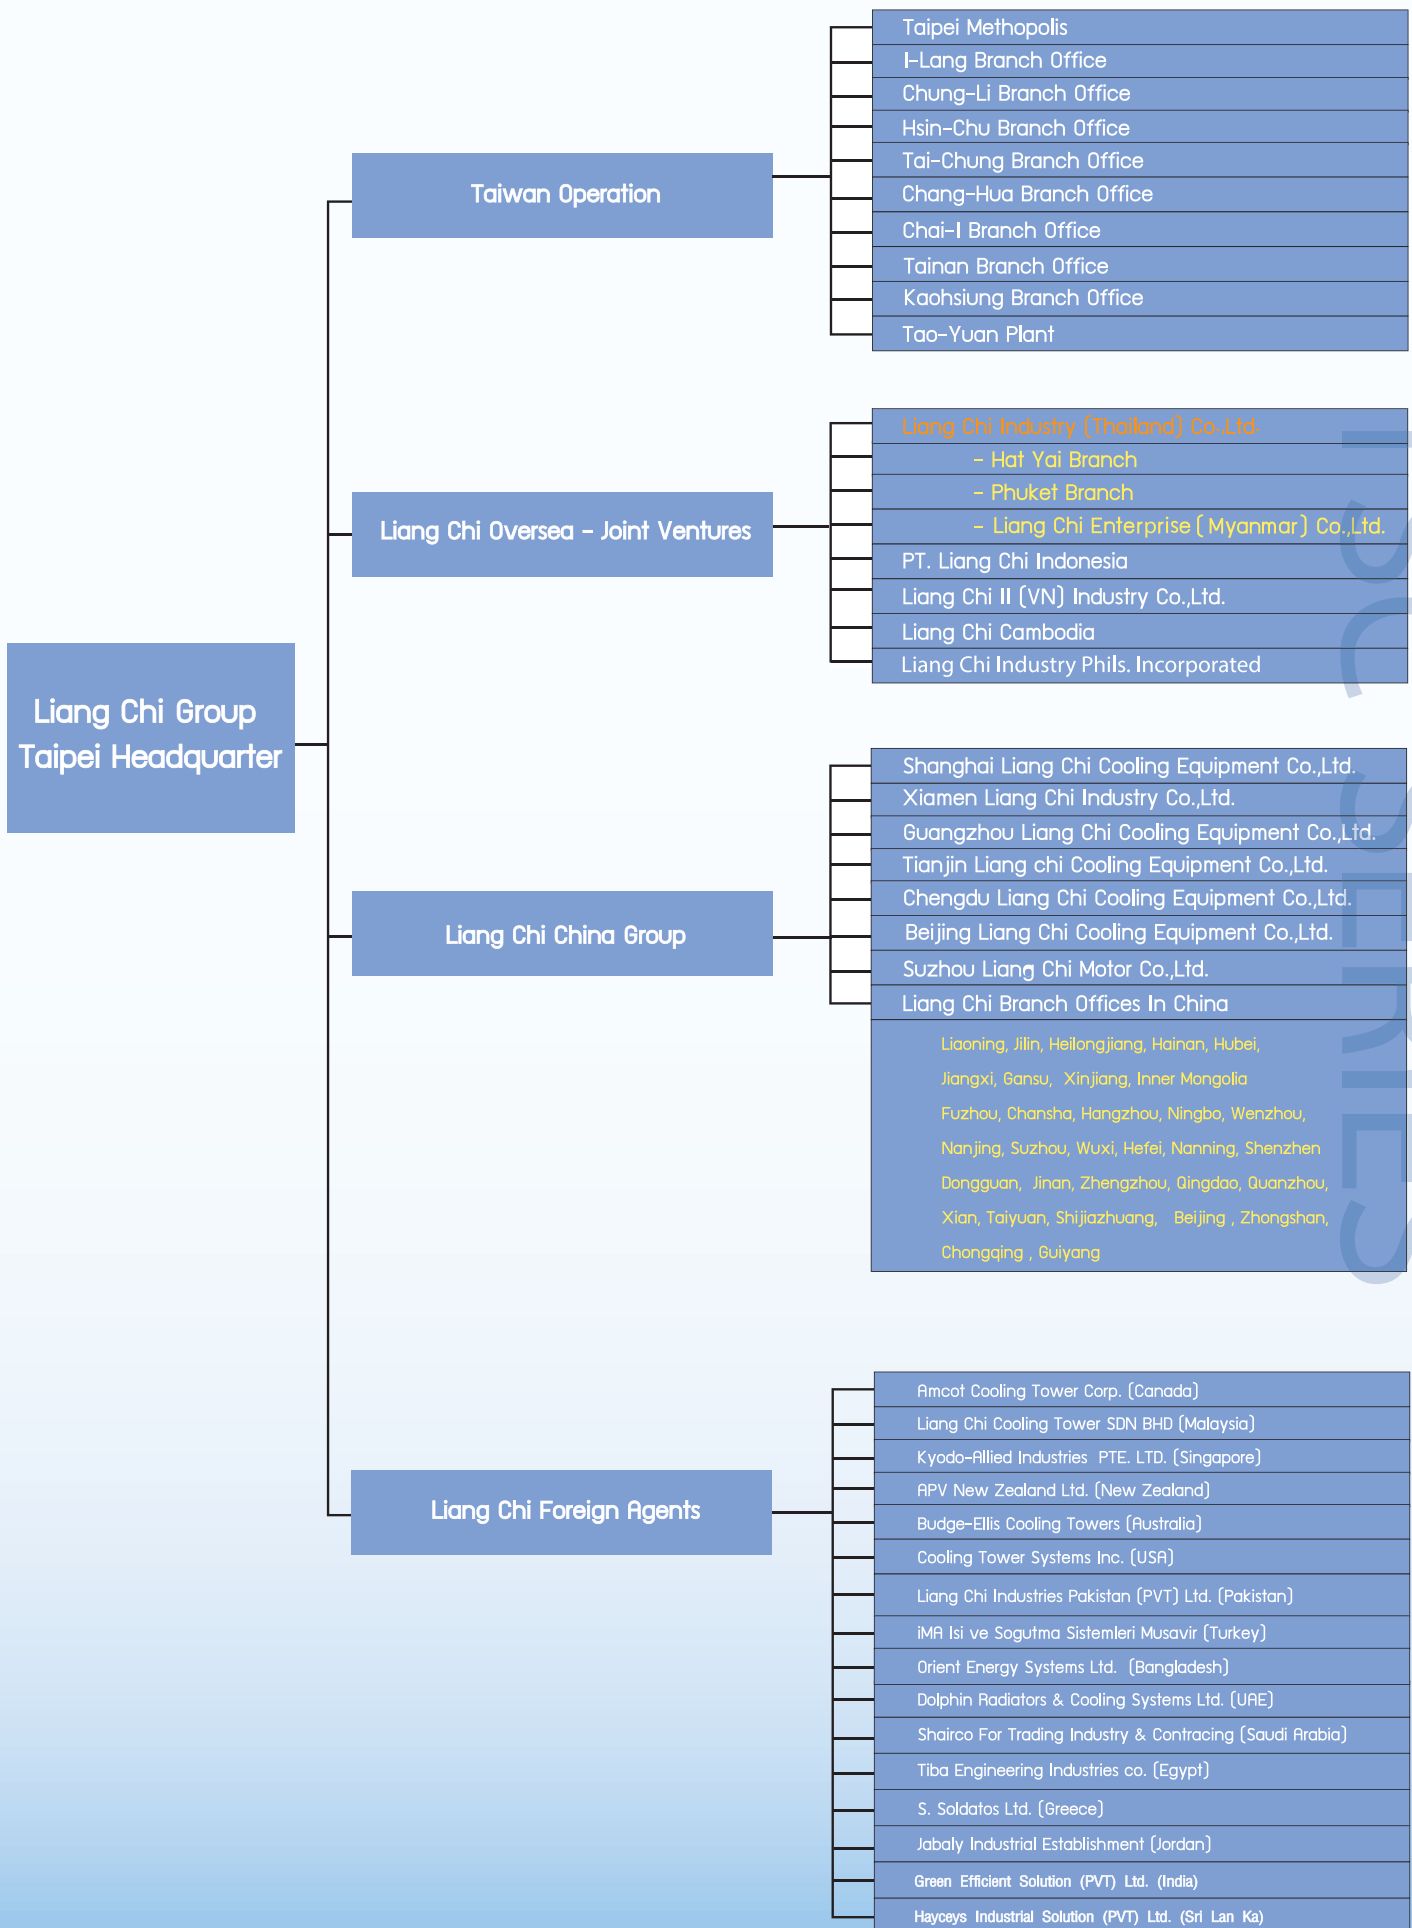 Liang Chi Group
Taipei Headquarter
Taiwan Operation
Taipei Methopolis
I-Lang Branch Office
Chung-Li Branch Office
Hsin-Chu Branch Office
Tai-Chung Branch Office
Chang-Hua Branch Office
Chai-I Branch Office
Tainan Branch Office
Kaohsiung Branch Office
Tao-Yuan Plant
Liang Chi Oversea - Joint Ventures
Liang Chi Industry (Thailand) Co.,Ltd.
- Hat Yai Branch
- Phuket Branch
- Liang Chi Enterprise ( Myanmar ) Co.,Ltd.
PT. Liang Chi Indonesia
Liang Chi II (VN) Industry Co.,Ltd.
Liang Chi Cambodia
Liang Chi Industry Phils. Incorporated
Liang Chi China Group
Shanghai Liang Chi Cooling Equipment Co.,Ltd.
Xiamen Liang Chi Industry Co.,Ltd.
Guangzhou Liang Chi Cooling Equipment Co.,Ltd.
Tianjin Liang chi Cooling Equipment Co.,Ltd.
Chengdu Liang Chi Cooling Equipment Co.,Ltd.
Beijing Liang Chi Cooling Equipment Co.,Ltd.
Suzhou Liang Chi Motor Co.,Ltd.
Liang Chi Branch Offices In China
Liaoning, Jilin, Heilongjiang, Hainan, Hubei,
Jiangxi, Gansu, Xinjiang, Inner Mongolia
Fuzhou, Chansha, Hangzhou, Ningbo, Wenzhou,
Nanjing, Suzhou, Wuxi, Hefei, Nanning, Shenzhen
Dongguan, Jinan, Zhengzhou, Qingdao, Quanzhou,
Xian, Taiyuan, Shijiazhuang, Beijing , Zhongshan,
Chongqing , Guiyang
Liang Chi Foreign Agents
Amcot Cooling Tower Corp. (Canada)
Liang Chi Cooling Tower SDN BHD (Malaysia)
Kyodo-Allied Industries PTE. LTD. (Singapore)
APV New Zealand Ltd. (New Zealand)
Budge-Ellis Cooling Towers (Australia)
Cooling Tower Systems Inc. (USA)
Liang Chi Industries Pakistan (PVT) Ltd. (Pakistan)
iMA Isi ve Sogutma Sistemleri Musavir (Turkey)
Orient Energy Systems Ltd. (Bangladesh)
Dolphin Radiators & Cooling Systems Ltd. (UAE)
Shairco For Trading Industry & Contracing (Saudi Arabia)
Tiba Engineering Industries co. (Egypt)
S. Soldatos Ltd. (Greece)
Jabaly Industrial Establishment (Jordan)
Green Efficient Solution (PVT) Ltd. (India)
Hayceys Industrial Solution (PVT) Ltd. (Sri Lan Ka)
SERIES